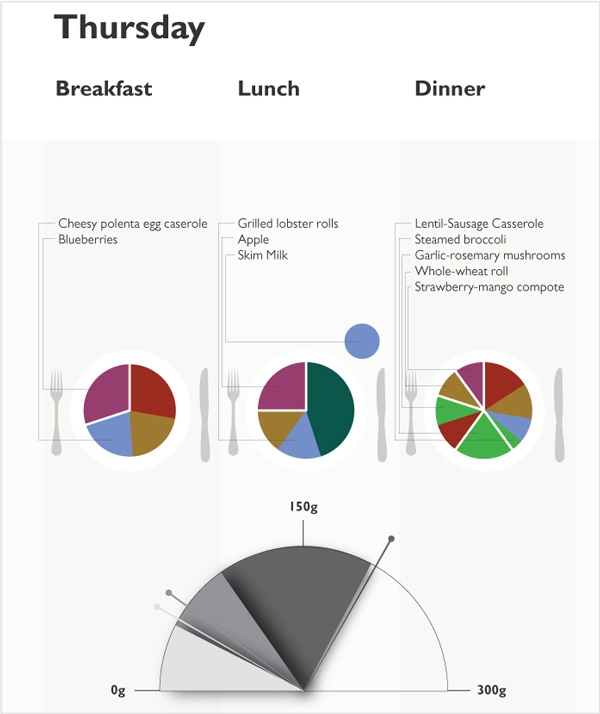 Thursday
Breakfast
Lunch
Dinner
Cheesy polenta egg caserole
Blueberries
Grilled lobster rolls
Apple
Skim Milk
Lentil-Sausage Casserole
Steamed broccoli
Garlic-rosemary mushrooms
Whole-wheat roll
Strawberry-mango compote
150g
0g
300g